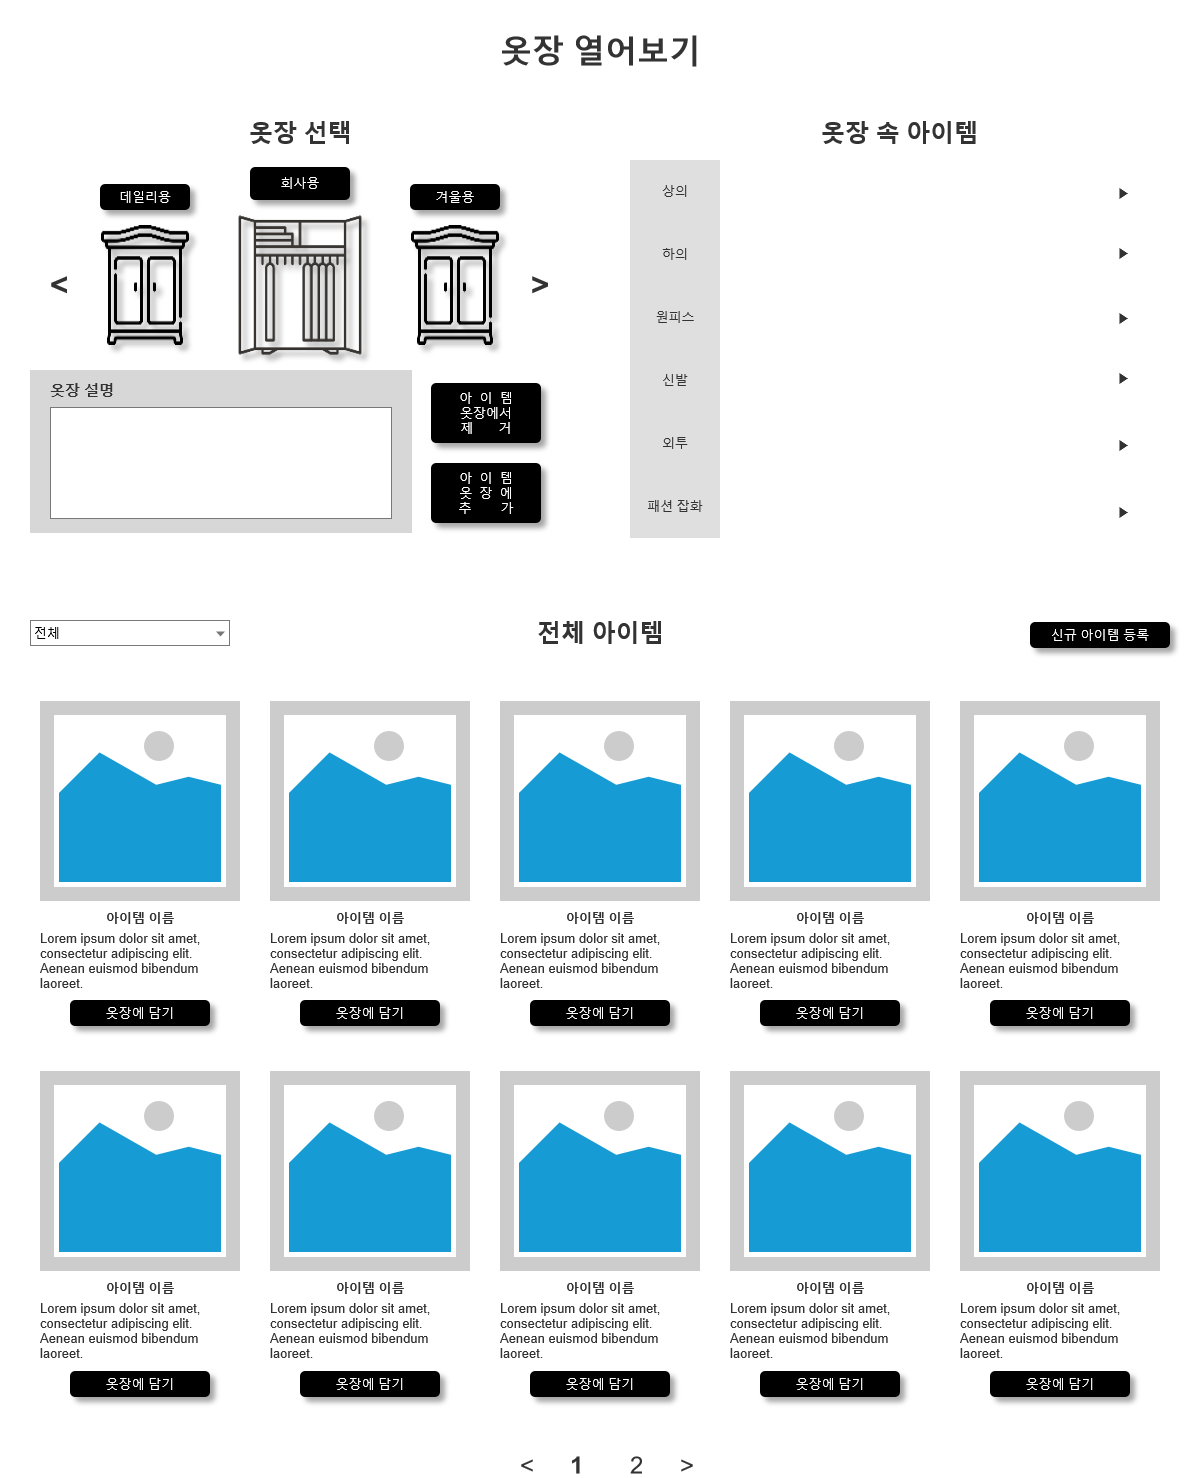 옷장 열어보기
옷장 선택
데일리용
회사용
겨울용
<
>
옷장 설명
아 이 템
옷장에서
제 거
아 이 템
옷 장 에
추 가
옷장 속 아이템
상의
하의
원피스
신발
외투
패션 잡화
전체
전체 아이템
신규 아이템 등록
아이템 이름
Lorem ipsum dolor sit amet,
consectetur adipiscing elit.
Aenean euismod bibendum
laoreet.
옷장에 담기
아이템 이름
Lorem ipsum dolor sit amet,
consectetur adipiscing elit.
Aenean euismod bibendum
laoreet.
옷장에 담기
아이템 이름
Lorem ipsum dolor sit amet,
consectetur adipiscing elit.
Aenean euismod bibendum
laoreet.
옷장에 담기
아이템 이름
Lorem ipsum dolor sit amet,
consectetur adipiscing elit.
Aenean euismod bibendum
laoreet.
옷장에 담기
아이템 이름
Lorem ipsum dolor sit amet,
consectetur adipiscing elit.
Aenean euismod bibendum
laoreet.
옷장에 담기
아이템 이름
Lorem ipsum dolor sit amet,
consectetur adipiscing elit.
Aenean euismod bibendum
laoreet.
옷장에 담기
아이템 이름
Lorem ipsum dolor sit amet,
consectetur adipiscing elit.
Aenean euismod bibendum
laoreet.
옷장에 담기
아이템 이름
Lorem ipsum dolor sit amet,
consectetur adipiscing elit.
Aenean euismod bibendum
laoreet.
옷장에 담기
아이템 이름
Lorem ipsum dolor sit amet,
consectetur adipiscing elit.
Aenean euismod bibendum
laoreet.
옷장에 담기
아이템 이름
Lorem ipsum dolor sit amet,
consectetur adipiscing elit.
Aenean euismod bibendum
laoreet.
옷장에 담기
< 1 2 >